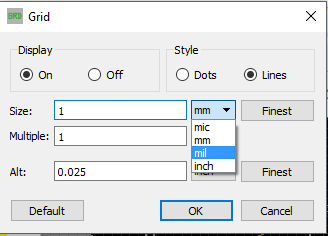 GRID Grid
Display Style
On Off Dots Lines
Size: 1 mm Finest
mic
mm
Multiple: 1
mil
inch
Alt: 0.025 inch Finest
Default OK Cancel